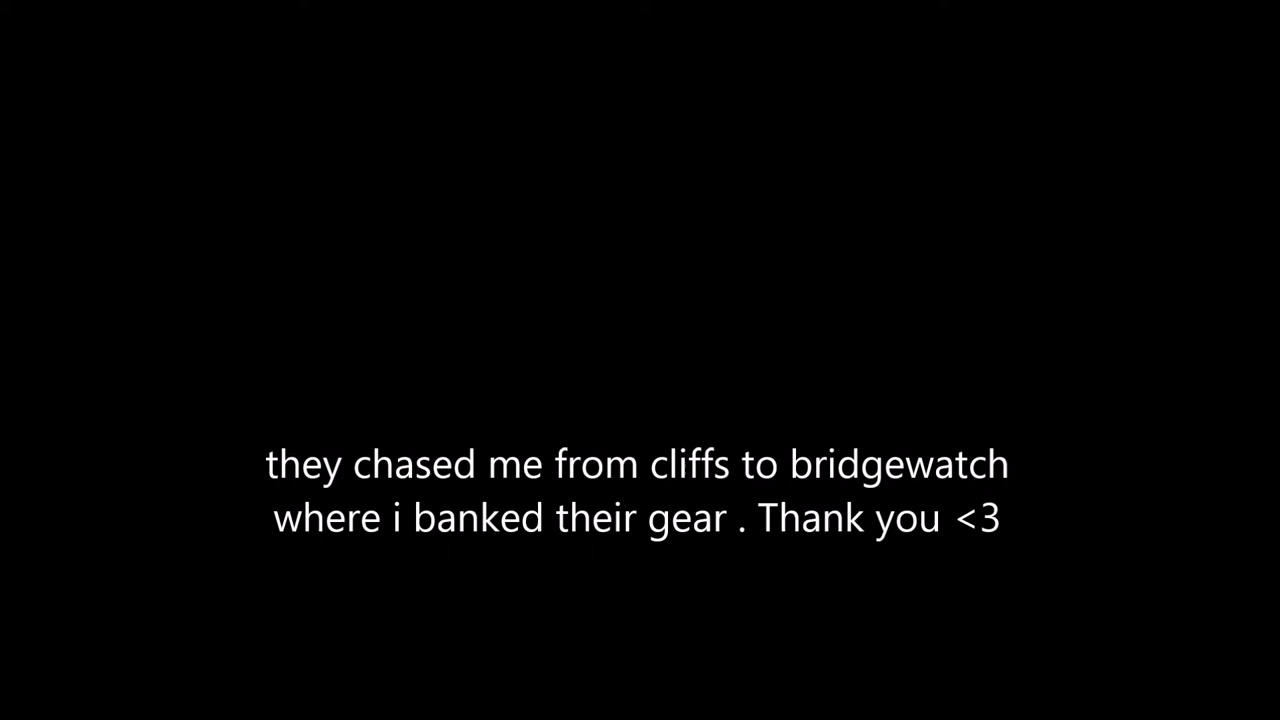 they chased me from cliffs to bridgewatch
where i banked their gear . Thank you <3